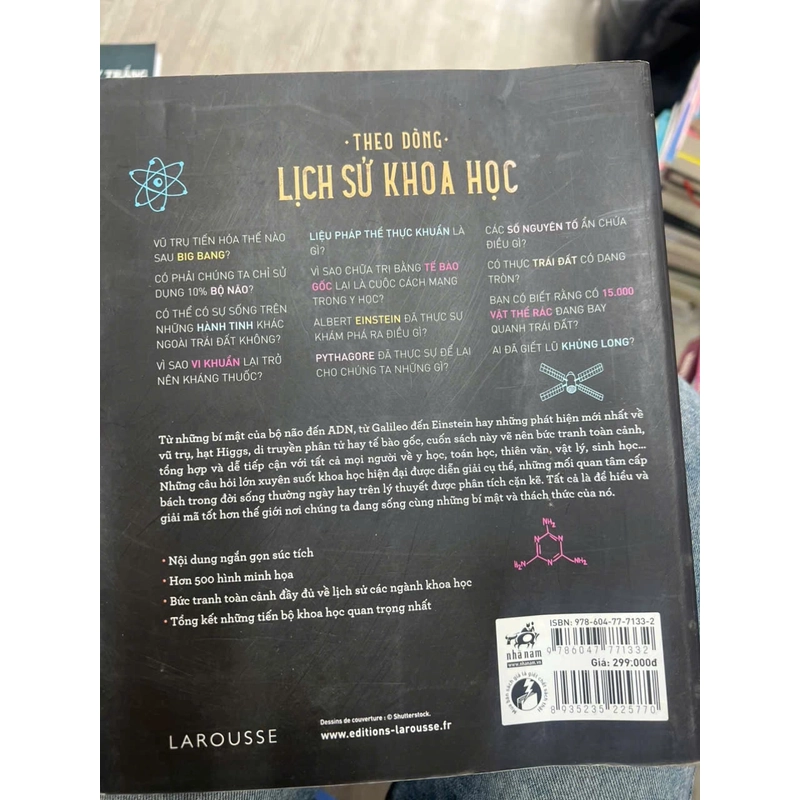 Y TRẮNG
·THEO DÒNG·
LỊCH SỬ KHOA HỌC
VŨ TRỤ TIẾN HÓA THẾ NÀO
SAU BIG BANG?
CÓ PHẢI CHÚNG TA CHỈ SỬ
DỤNG 10% BỘ NÃO?
CÓ THỂ CÓ SỰ SỐNG TRÊN
NHỮNG HÀNH TINH KHÁC
NGOÀI TRÁI ĐẤT KHÔNG?
VÌ SAO VI KHUẨN LẠI TRỞ
NÊN KHÁNG THUỐC?
LIỆU PHÁP THỂ THỰC KHUẨN LÀ
GÌ?
VÌ SAO CHỮA TRỊ BẰNG TẾ BÀO
GỐC LẠI LÀ CUỘC CÁCH MẠNG
TRONG Y HỌC?
ALBERT EINSTEIN ĐÃ THỰC SỰ
KHÁM PHÁ RA ĐIỀU GÌ?
PYTHAGORE ĐÃ THỰC SỰ ĐỂ LẠI
CHO CHÚNG TA NHỮNG GÌ?
CÁC SỐ NGUYÊN TỐ ẨN CHỨA
ĐIỀU GÌ?
CÓ THỰC TRÁI ĐẤT CÓ DẠNG
TRÒN?
BẠN CÓ BIẾT RẰNG CÓ 15.000
VẬT THỂ RÁC ĐANG BAY
QUANH TRÁI ĐẤT?
AI ĐÃ GIẾT LŨ KHỦNG LONG?
Từ những bí mật của bộ não đến ADN, từ Galileo đến Einstein hay những phát hiện mới nhất về
vũ trụ, hạt Higgs, di truyền phân tử hay tế bào gốc, cuốn sách này vẽ nên bức tranh toàn cảnh,
tổng hợp và dễ tiếp cận với tất cả mọi người về y học, toán học, thiên văn, vật lý, sinh học...
Những câu hỏi lớn xuyên suốt khoa học hiện đại được diễn giải cụ thể, những mối quan tâm cấp
bách trong đời sống thường ngày hay trên lý thuyết được phân tích cặn kẽ. Tất cả là để hiểu và
giải mã tốt hơn thế giới nơi chúng ta đang sống cùng những bí mật và thách thức của nó.
• Nội dung ngắn gọn súc tích
• Hơn 500 hình minh họa
• Bức tranh toàn cảnh đầy đủ về lịch sử các ngành khoa học
• Tổng kết những tiến bộ khoa học quan trọng nhất
NH₂
N N
H₂N N NH₂
ISBN: 978-604-77-7133-2
9 786047 771332
Giá: 299.000đ
8 935235 225770
nhã nam
www.nhanam.vn
Mua bán sách giả là giết chết sách thật
Dessins de couverture : © Shutterstock.
www.editions-larousse.fr
LAROUSSE